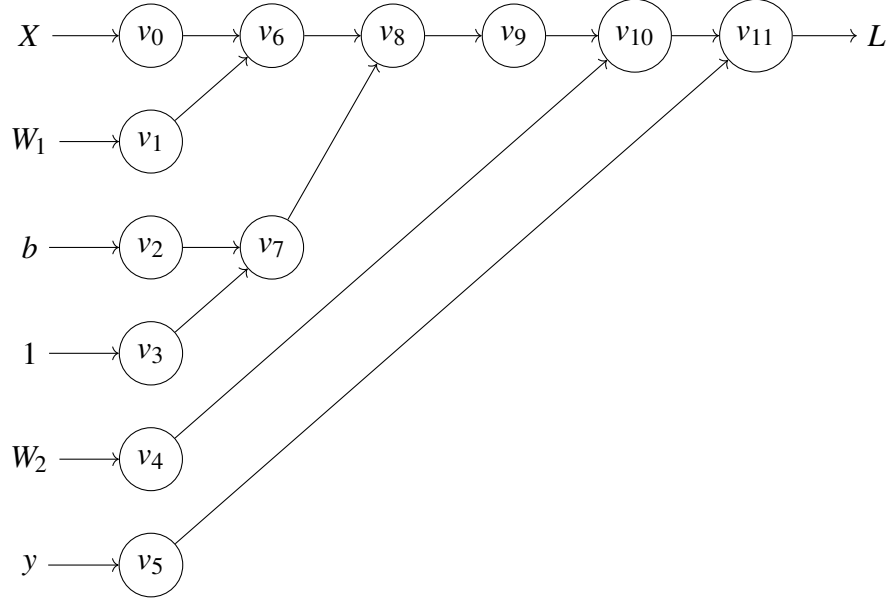 X v₀ v₆ v₈ v₉ v₁₀ v₁₁ L
W₁ v₁
b v₂ v₇
1 v₃
W₂ v₄
y v₅